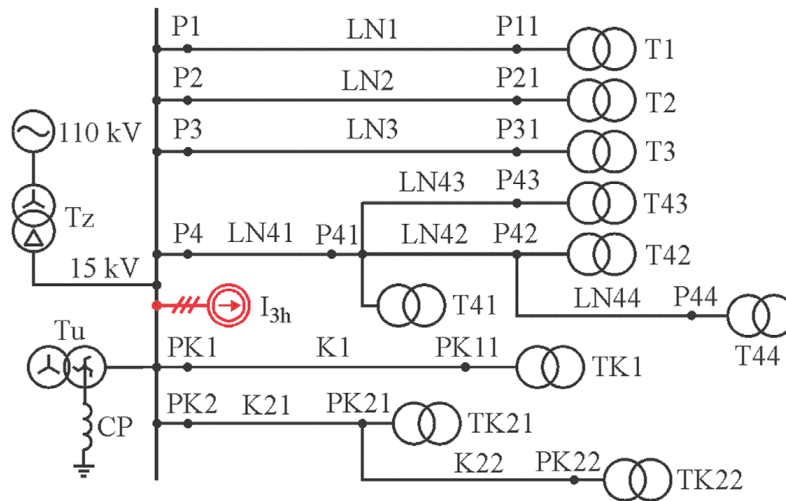 P1 LN1 P11 T1
P2 LN2 P21 T2
110 kV P3 LN3 P31 T3
LN43 P43 T43
Tz P4 LN41 P41 LN42 P42 T42
15 kV
I3h T41 LN44 P44 T44
Tu PK1 K1 PK11 TK1
CP PK2 K21 PK21 TK21
K22 PK22 TK22